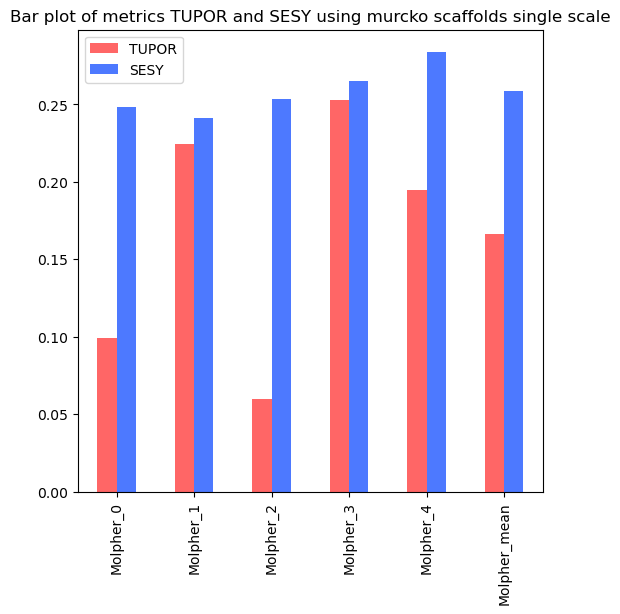 Bar plot of metrics TUPOR and SESY using murcko scaffolds single scale
TUPOR
SESY
0.25
0.20
0.15
0.10
0.05
0.00
Molpher_0
Molpher_1
Molpher_2
Molpher_3
Molpher_4
Molpher_mean